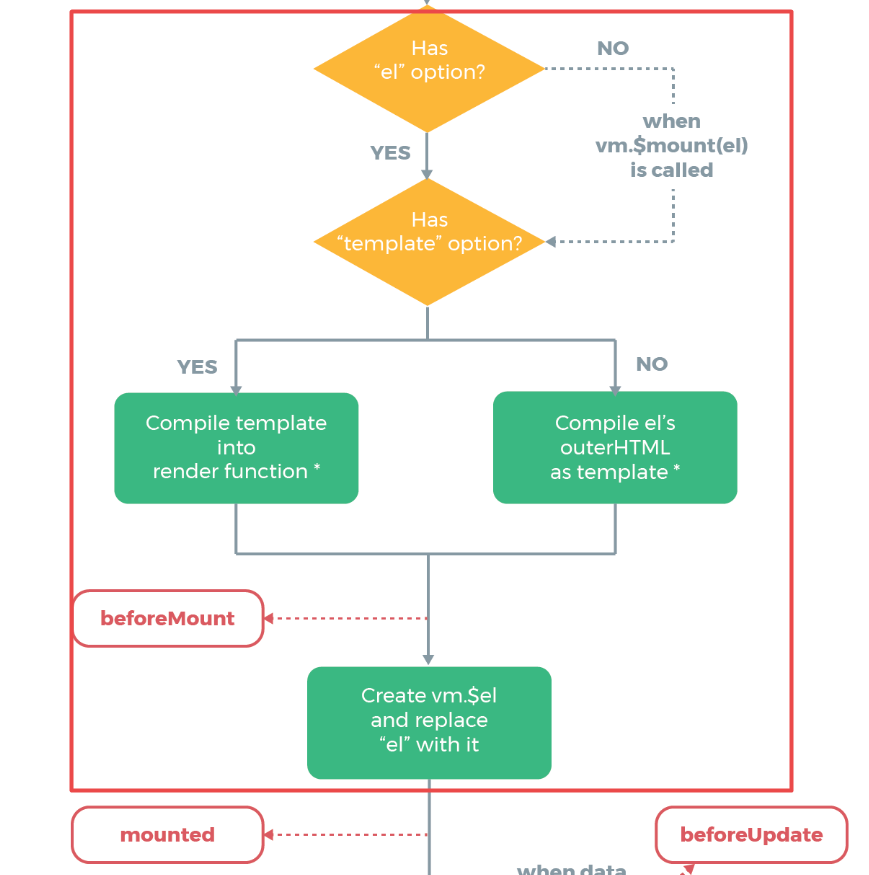 Has
“el” option?
NO
when
vm.$mount(el)
is called
YES
Has
“template” option?
YES
NO
Compile template
into
render function *
Compile el’s
outerHTML
as template *
beforeMount
Create vm.$el
and replace
“el” with it
mounted
beforeUpdate
when data